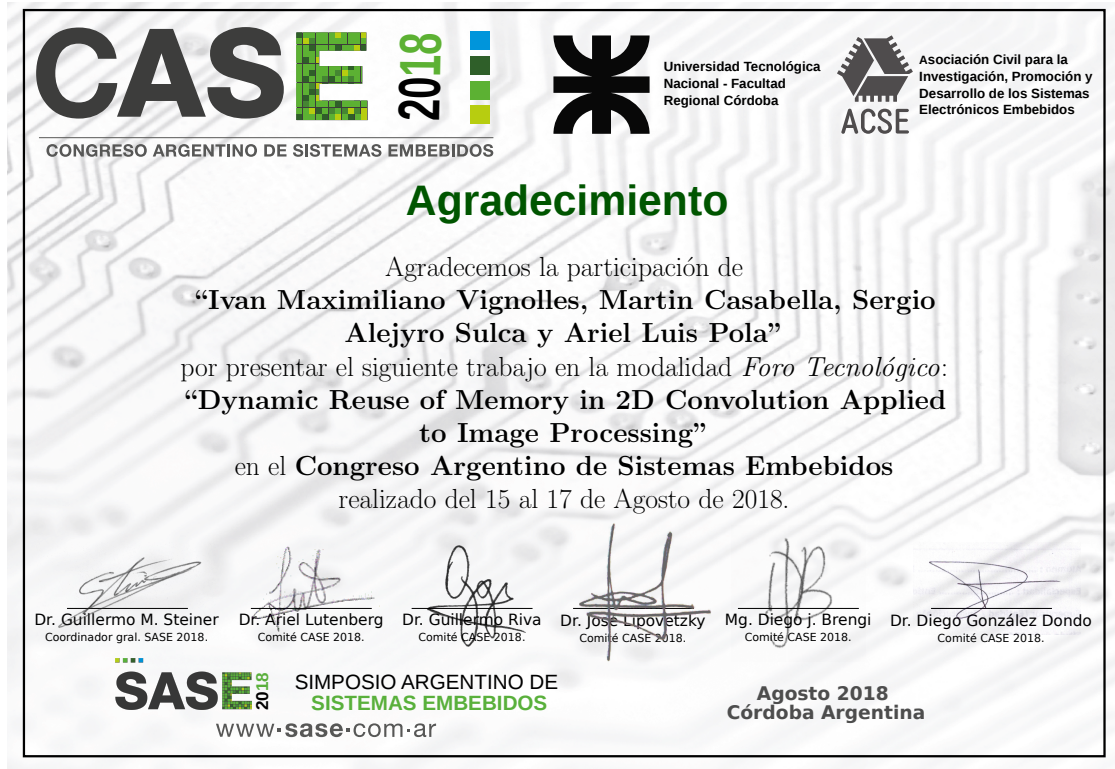 CASE 2018
CONGRESO ARGENTINO DE SISTEMAS EMBEBIDOS
Universidad Tecnológica
Nacional - Facultad
Regional Córdoba
ACSE
Asociación Civil para la
Investigación, Promoción y
Desarrollo de los Sistemas
Electrónicos Embebidos
Agradecimiento
Agradecemos la participación de
“Ivan Maximiliano Vignolles, Martin Casabella, Sergio
Alejyro Sulca y Ariel Luis Pola”
por presentar el siguiente trabajo en la modalidad Foro Tecnológico:
“Dynamic Reuse of Memory in 2D Convolution Applied
to Image Processing”
en el Congreso Argentino de Sistemas Embebidos
realizado del 15 al 17 de Agosto de 2018.
Dr. Guillermo M. Steiner
Coordinador gral. SASE 2018.
Dr. Ariel Lutenberg
Comité CASE 2018.
Dr. Guillermo Riva
Comité CASE 2018.
Dr. José Lipovetzky
Comité CASE 2018.
Mg. Diego j. Brengi
Comité CASE 2018.
Dr. Diego González Dondo
Comité CASE 2018.
SASE 2018
SIMPOSIO ARGENTINO DE
SISTEMAS EMBEBIDOS
www·sase·com·ar
Agosto 2018
Córdoba Argentina